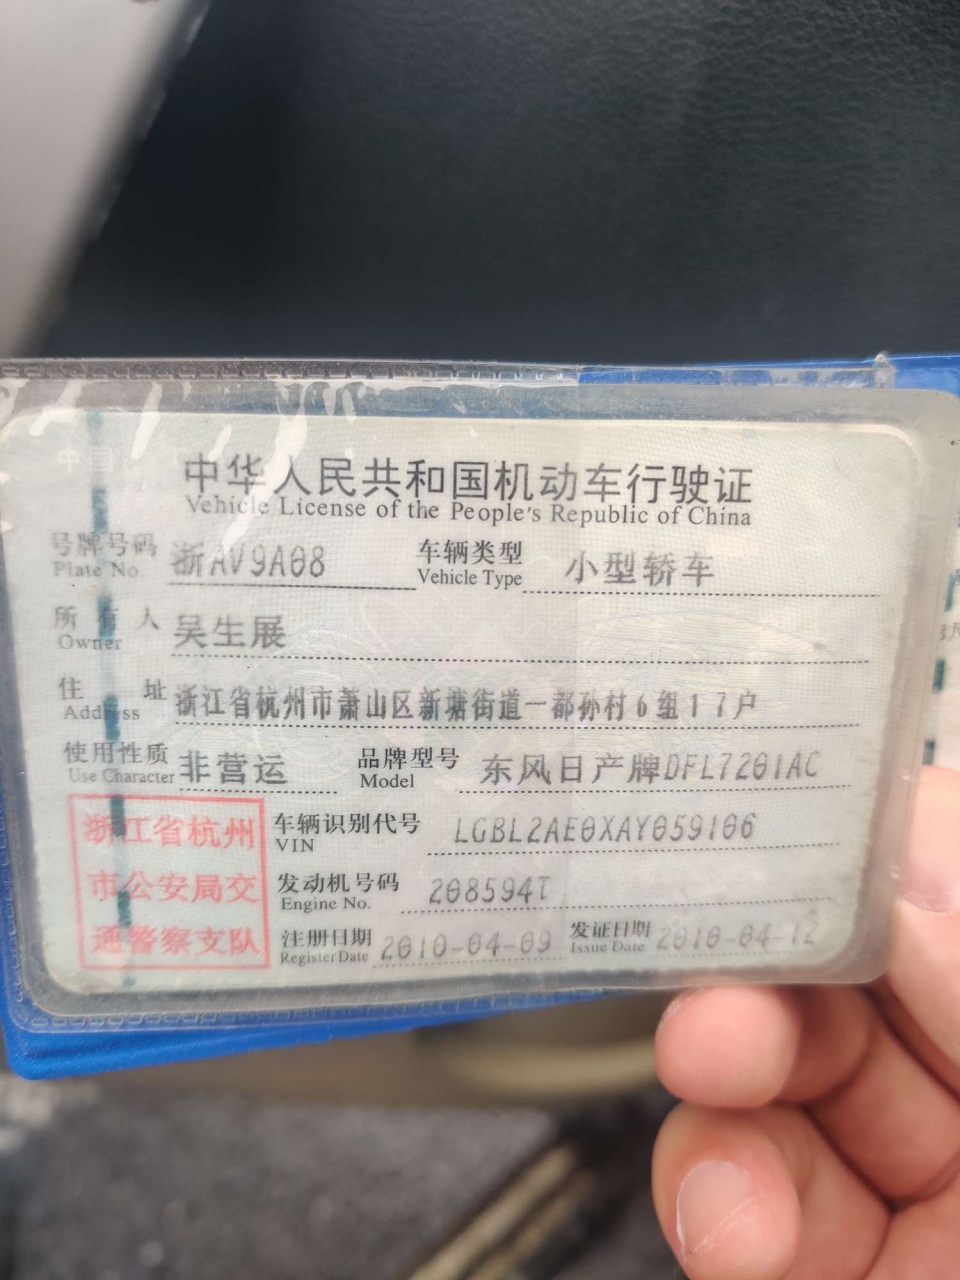 中华人民共和国机动车行驶证
Vehicle License of the People's Republic of China
号牌号码 浙AV9A08 车辆类型 小型轿车
Plate No. Vehicle Type
所有人 吴生展
Owner
住址 浙江省杭州市萧山区新塘街道一都孙村6组17户
Address
使用性质 非营运 品牌型号 东风日产牌DFL7201AC
Use Character Model
浙江省杭州 车辆识别代号 LGBL2AE0XAY059106
VIN
市公安局交 发动机号码 208594T
Engine No.
通警察支队 注册日期 2010-04-09 发证日期 2010-04-12
Register Date Issue Date